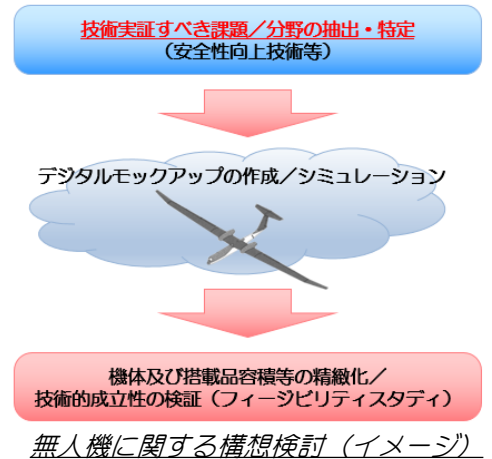 技術実証すべき課題／分野の抽出・特定
（安全性向上技術等）
デジタルモックアップの作成／シミュレーション
機体及び搭載品容積等の精緻化／
技術的成立性の検証（フィージビリティスタディ）
無人機に関する構想検討（イメージ）